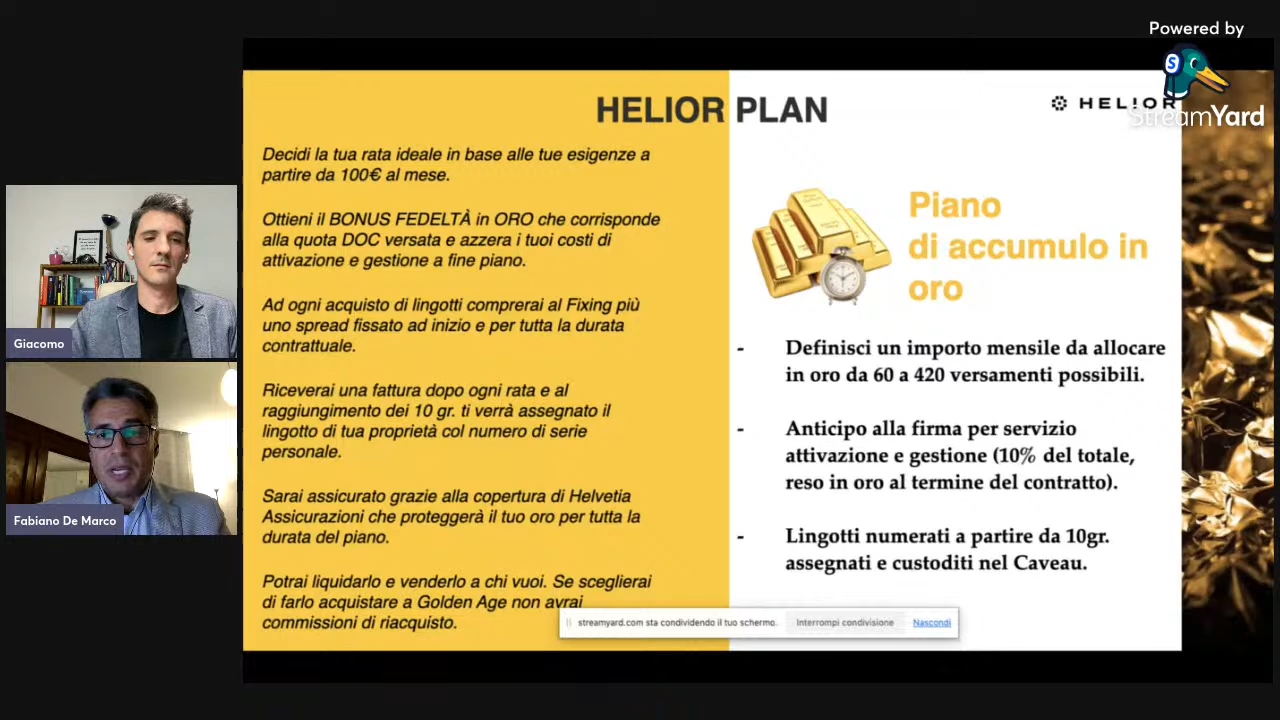 Powered by
StreamYard
HELIOR PLAN
HELIOR
Decidi la tua rata ideale in base alle tue esigenze a
partire da 100€ al mese.
Ottieni il BONUS FEDELTÀ in ORO che corrisponde
alla quota DOC versata e azzera i tuoi costi di
attivazione e gestione a fine piano.
Ad ogni acquisto di lingotti comprerai al Fixing più
uno spread fissato ad inizio e per tutta la durata
contrattuale.
Riceverai una fattura dopo ogni rata e al
raggiungimento dei 10 gr. ti verrà assegnato il
lingotto di tua proprietà col numero di serie
personale.
Sarai assicurato grazie alla copertura di Helvetia
Assicurazioni che proteggerà il tuo oro per tutta la
durata del piano.
Potrai liquidarlo e venderlo a chi vuoi. Se sceglierai
di farlo acquistare a Golden Age non avrai
commissioni di riacquisto.
Piano
di accumulo in
oro
- Definisci un importo mensile da allocare
in oro da 60 a 420 versamenti possibili.
- Anticipo alla firma per servizio
attivazione e gestione (10% del totale,
reso in oro al termine del contratto).
- Lingotti numerati a partire da 10gr.
assegnati e custoditi nel Caveau.
streamyard.com sta condividendo il tuo schermo. Interrompi condivisione Nascondi
Giacomo
Fabiano De Marco